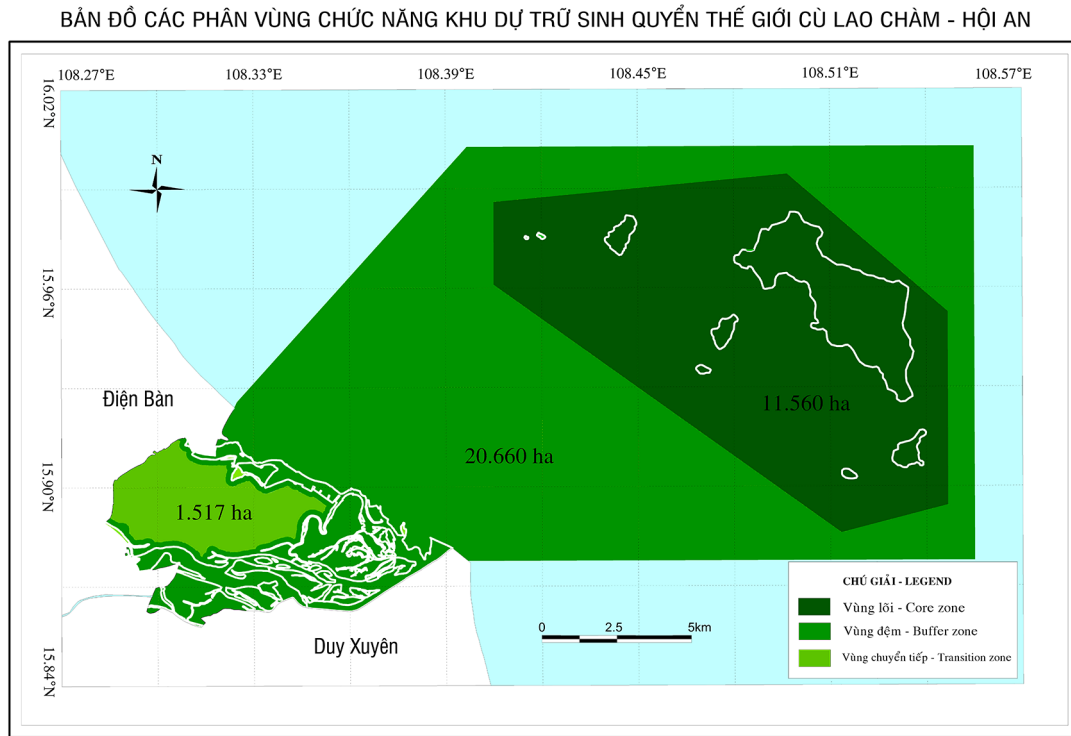 BẢN ĐỒ CÁC PHÂN VÙNG CHỨC NĂNG KHU DỰ TRỮ SINH QUYỂN THẾ GIỚI CÙ LAO CHÀM - HỘI AN
108.27°E 108.33°E 108.39°E 108.45°E 108.51°E 108.57°E
16.02°N
N
15.96°N
Điện Bàn
11.560 ha
20.660 ha
15.90°N
1.517 ha
CHÚ GIẢI - LEGEND
Vùng lõi - Core zone
Vùng đệm - Buffer zone
Vùng chuyển tiếp - Transition zone
0 2.5 5km
Duy Xuyên
15.84°N